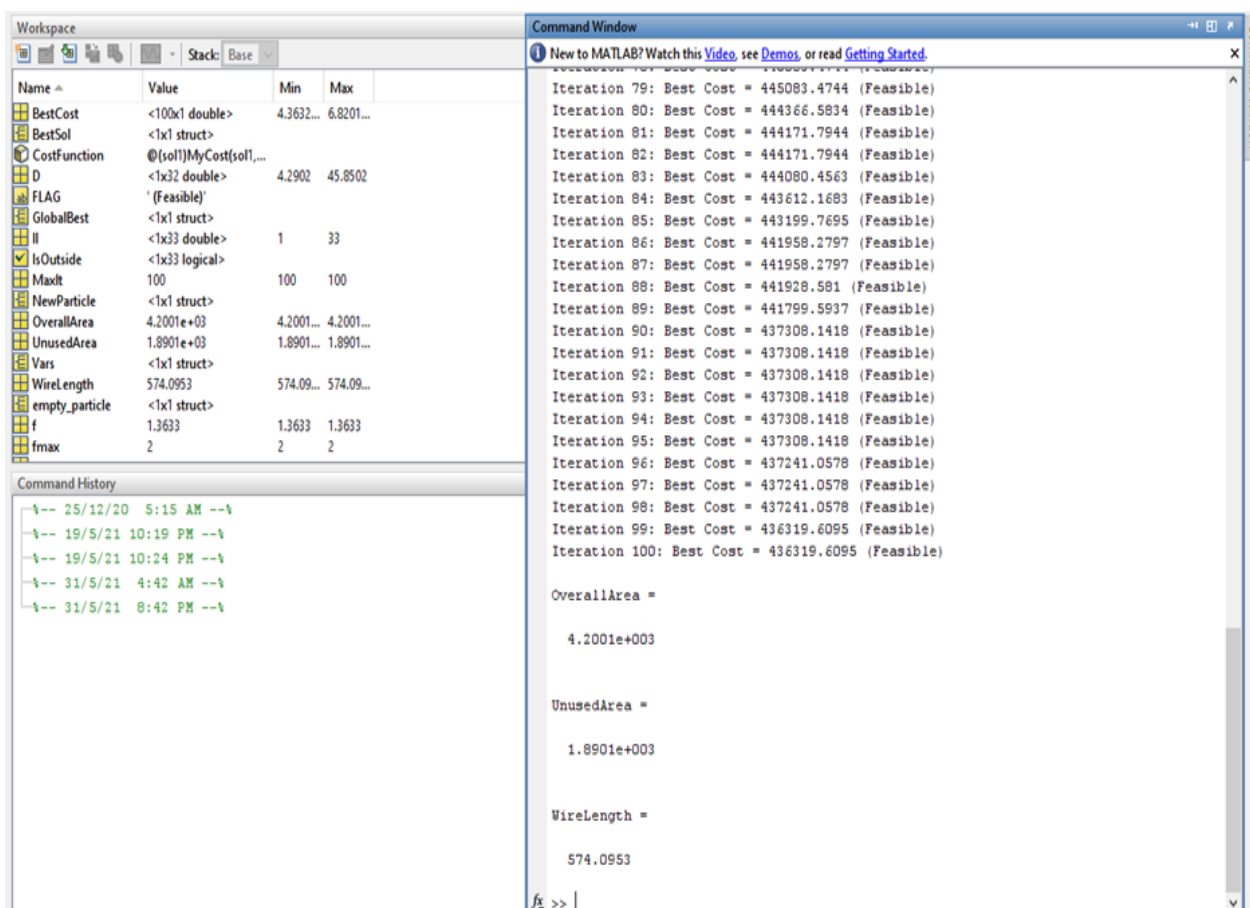 Workspace
Stack: Base
Name Value Min Max
BestCost <100x1 double> 4.3632... 6.8201...
BestSol <1x1 struct>
CostFunction @(sol1)MyCost(sol1,...
D <1x32 double> 4.2902 45.8502
FLAG ' (Feasible)'
GlobalBest <1x1 struct>
II <1x33 double> 1 33
IsOutside <1x33 logical>
MaxIt 100 100 100
NewParticle <1x1 struct>
OverallArea 4.2001e+03 4.2001... 4.2001...
UnusedArea 1.8901e+03 1.8901... 1.8901...
Vars <1x1 struct>
WireLength 574.0953 574.09... 574.09...
empty_particle <1x1 struct>
f 1.3633 1.3633 1.3633
fmax 2 2 2
Command History
%-- 25/12/20 5:15 AM --%
%-- 19/5/21 10:19 PM --%
%-- 19/5/21 10:24 PM --%
%-- 31/5/21 4:42 AM --%
%-- 31/5/21 8:42 PM --%
Command Window
New to MATLAB? Watch this Video, see Demos, or read Getting Started.
Iteration 79: Best Cost = 445083.4744 (Feasible)
Iteration 80: Best Cost = 444366.5834 (Feasible)
Iteration 81: Best Cost = 444171.7944 (Feasible)
Iteration 82: Best Cost = 444171.7944 (Feasible)
Iteration 83: Best Cost = 444080.4563 (Feasible)
Iteration 84: Best Cost = 443612.1683 (Feasible)
Iteration 85: Best Cost = 443199.7695 (Feasible)
Iteration 86: Best Cost = 441958.2797 (Feasible)
Iteration 87: Best Cost = 441958.2797 (Feasible)
Iteration 88: Best Cost = 441928.581 (Feasible)
Iteration 89: Best Cost = 441799.5937 (Feasible)
Iteration 90: Best Cost = 437308.1418 (Feasible)
Iteration 91: Best Cost = 437308.1418 (Feasible)
Iteration 92: Best Cost = 437308.1418 (Feasible)
Iteration 93: Best Cost = 437308.1418 (Feasible)
Iteration 94: Best Cost = 437308.1418 (Feasible)
Iteration 95: Best Cost = 437308.1418 (Feasible)
Iteration 96: Best Cost = 437241.0578 (Feasible)
Iteration 97: Best Cost = 437241.0578 (Feasible)
Iteration 98: Best Cost = 437241.0578 (Feasible)
Iteration 99: Best Cost = 436319.6095 (Feasible)
Iteration 100: Best Cost = 436319.6095 (Feasible)
OverallArea =
4.2001e+003
UnusedArea =
1.8901e+003
WireLength =
574.0953
fx >>